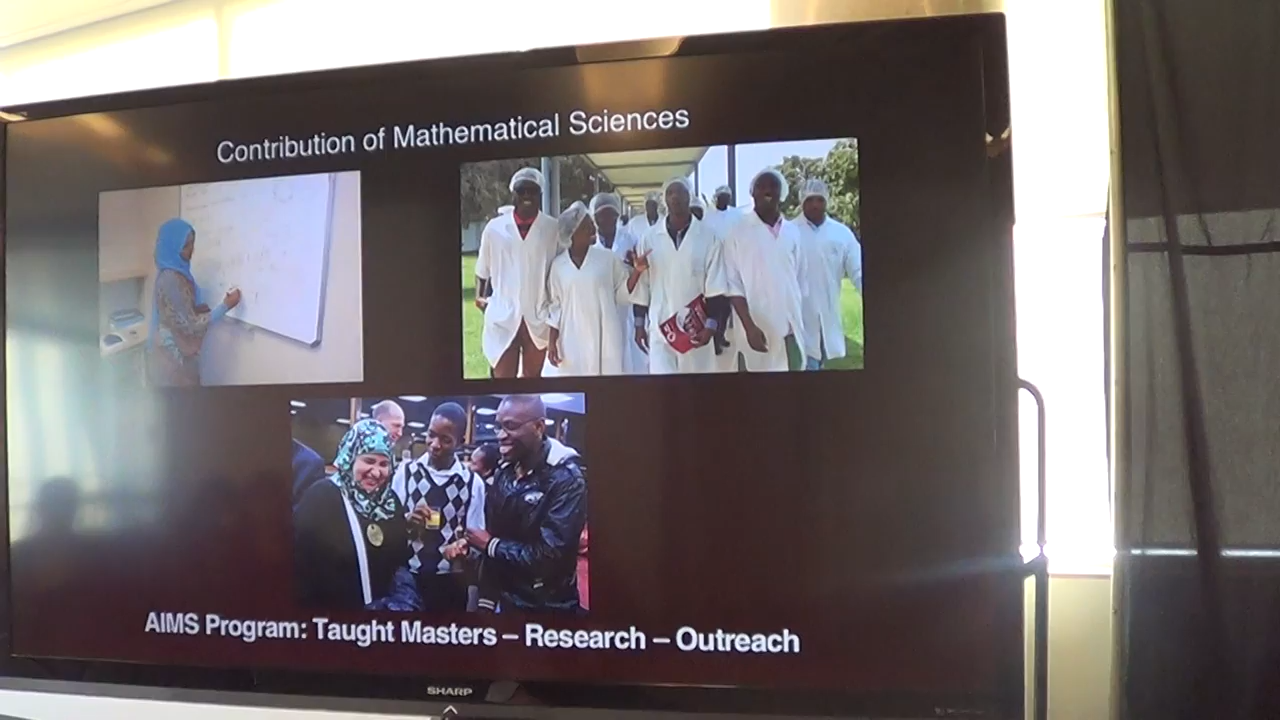 Contribution of Mathematical Sciences
AIMS Program: Taught Masters – Research – Outreach
SHARP